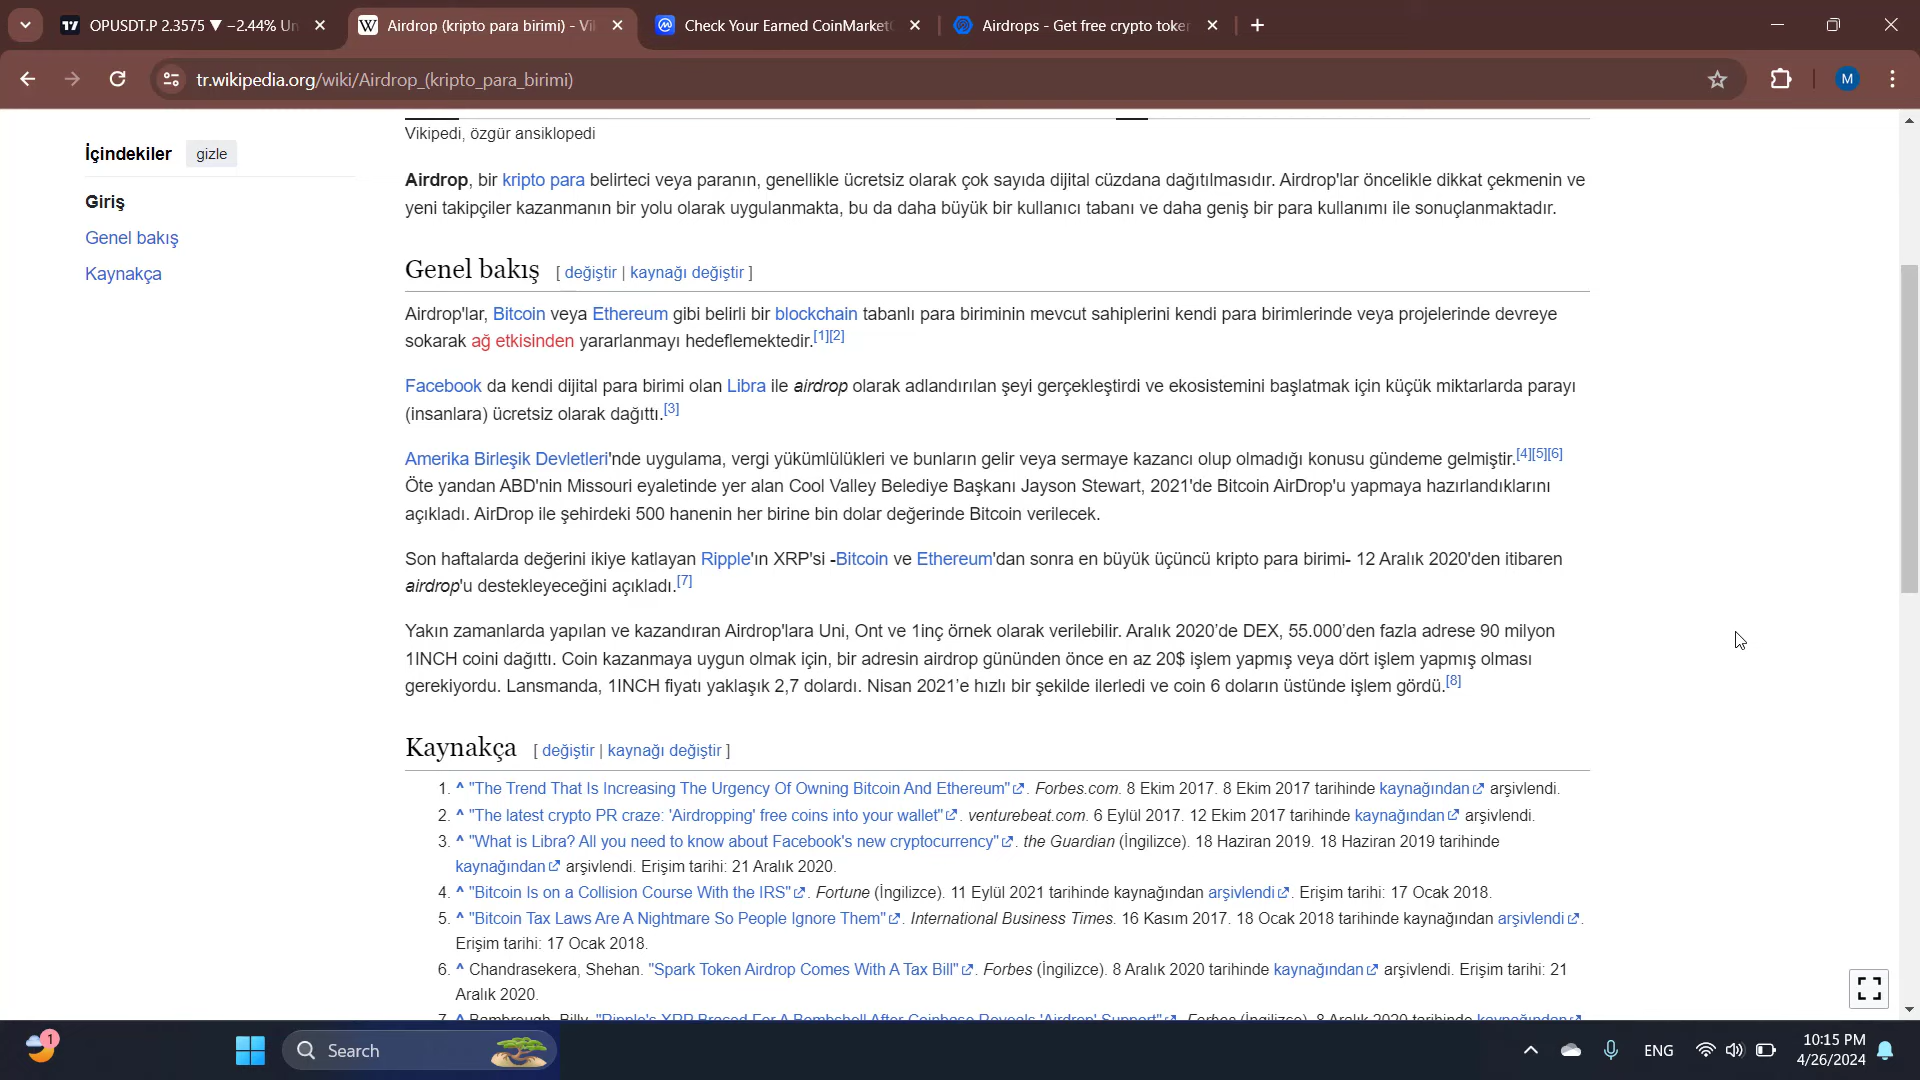 OPUSDT.P 2.3575 ▼ −2.44% Un
Airdrop (kripto para birimi) - Vi
Check Your Earned CoinMarket
Airdrops - Get free crypto toke
tr.wikipedia.org/wiki/Airdrop_(kripto_para_birimi)
M
Vikipedi, özgür ansiklopedi
İçindekiler gizle
Giriş
Genel bakış
Kaynakça
Airdrop, bir kripto para belirteci veya paranın, genellikle ücretsiz olarak çok sayıda dijital cüzdana dağıtılmasıdır. Airdrop'lar öncelikle dikkat çekmenin ve
yeni takipçiler kazanmanın bir yolu olarak uygulanmakta, bu da daha büyük bir kullanıcı tabanı ve daha geniş bir para kullanımı ile sonuçlanmaktadır.
Genel bakış [ değiştir | kaynağı değiştir ]
Airdrop'lar, Bitcoin veya Ethereum gibi belirli bir blockchain tabanlı para biriminin mevcut sahiplerini kendi para birimlerinde veya projelerinde devreye
sokarak ağ etkisinden yararlanmayı hedeflemektedir.[1][2]
Facebook da kendi dijital para birimi olan Libra ile airdrop olarak adlandırılan şeyi gerçekleştirdi ve ekosistemini başlatmak için küçük miktarlarda parayı
(insanlara) ücretsiz olarak dağıttı.[3]
Amerika Birleşik Devletleri'nde uygulama, vergi yükümlülükleri ve bunların gelir veya sermaye kazancı olup olmadığı konusu gündeme gelmiştir.[4][5][6]
Öte yandan ABD'nin Missouri eyaletinde yer alan Cool Valley Belediye Başkanı Jayson Stewart, 2021'de Bitcoin AirDrop'u yapmaya hazırlandıklarını
açıkladı. AirDrop ile şehirdeki 500 hanenin her birine bin dolar değerinde Bitcoin verilecek.
Son haftalarda değerini ikiye katlayan Ripple'ın XRP'si -Bitcoin ve Ethereum'dan sonra en büyük üçüncü kripto para birimi- 12 Aralık 2020'den itibaren
airdrop'u destekleyeceğini açıkladı.[7]
Yakın zamanlarda yapılan ve kazandıran Airdrop'lara Uni, Ont ve 1inç örnek olarak verilebilir. Aralık 2020’de DEX, 55.000’den fazla adrese 90 milyon
1INCH coini dağıttı. Coin kazanmaya uygun olmak için, bir adresin airdrop gününden önce en az 20$ işlem yapmış veya dört işlem yapmış olması
gerekiyordu. Lansmanda, 1INCH fiyatı yaklaşık 2,7 dolardı. Nisan 2021’e hızlı bir şekilde ilerledi ve coin 6 doların üstünde işlem gördü.[8]
Kaynakça [ değiştir | kaynağı değiştir ]
1. ^ "The Trend That Is Increasing The Urgency Of Owning Bitcoin And Ethereum". Forbes.com. 8 Ekim 2017. 8 Ekim 2017 tarihinde kaynağından arşivlendi.
2. ^ "The latest crypto PR craze: 'Airdropping' free coins into your wallet". venturebeat.com. 6 Eylül 2017. 12 Ekim 2017 tarihinde kaynağından arşivlendi.
3. ^ "What is Libra? All you need to know about Facebook's new cryptocurrency". the Guardian (İngilizce). 18 Haziran 2019. 18 Haziran 2019 tarihinde
kaynağından arşivlendi. Erişim tarihi: 21 Aralık 2020.
4. ^ "Bitcoin Is on a Collision Course With the IRS". Fortune (İngilizce). 11 Eylül 2021 tarihinde kaynağından arşivlendi. Erişim tarihi: 17 Ocak 2018.
5. ^ "Bitcoin Tax Laws Are A Nightmare So People Ignore Them". International Business Times. 16 Kasım 2017. 18 Ocak 2018 tarihinde kaynağından arşivlendi.
Erişim tarihi: 17 Ocak 2018.
6. ^ Chandrasekera, Shehan. "Spark Token Airdrop Comes With A Tax Bill". Forbes (İngilizce). 8 Aralık 2020 tarihinde kaynağından arşivlendi. Erişim tarihi: 21
Aralık 2020.
7. ^ Bambrough, Billy. "Ripple's XRP Braced For A Bombshell After Coinbase Reveals 'Airdrop' Support". Forbes (İngilizce). 8 Aralık 2020 tarihinde kaynağından
1
Search
ENG
10:15 PM
4/26/2024